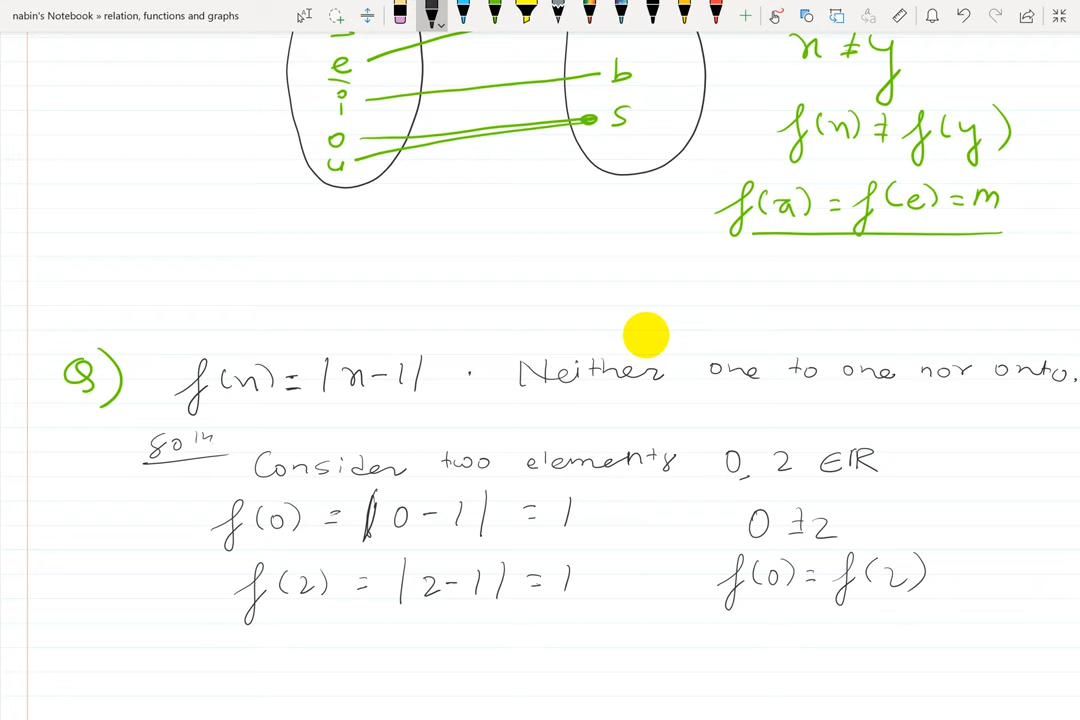 nabin's Notebook » relation, functions and graphs
e
i
o
u
b
s
x ≠ y
f(x) ≠ f(y)
f(a) = f(e) = m
Q) f(x) = |x-1| . Neither one to one nor onto.
soln
Consider two elements 0, 2 ∈ IR
f(0) = |0-1| = 1 0 ≠ 2
f(2) = |2-1| = 1 f(0) = f(2)